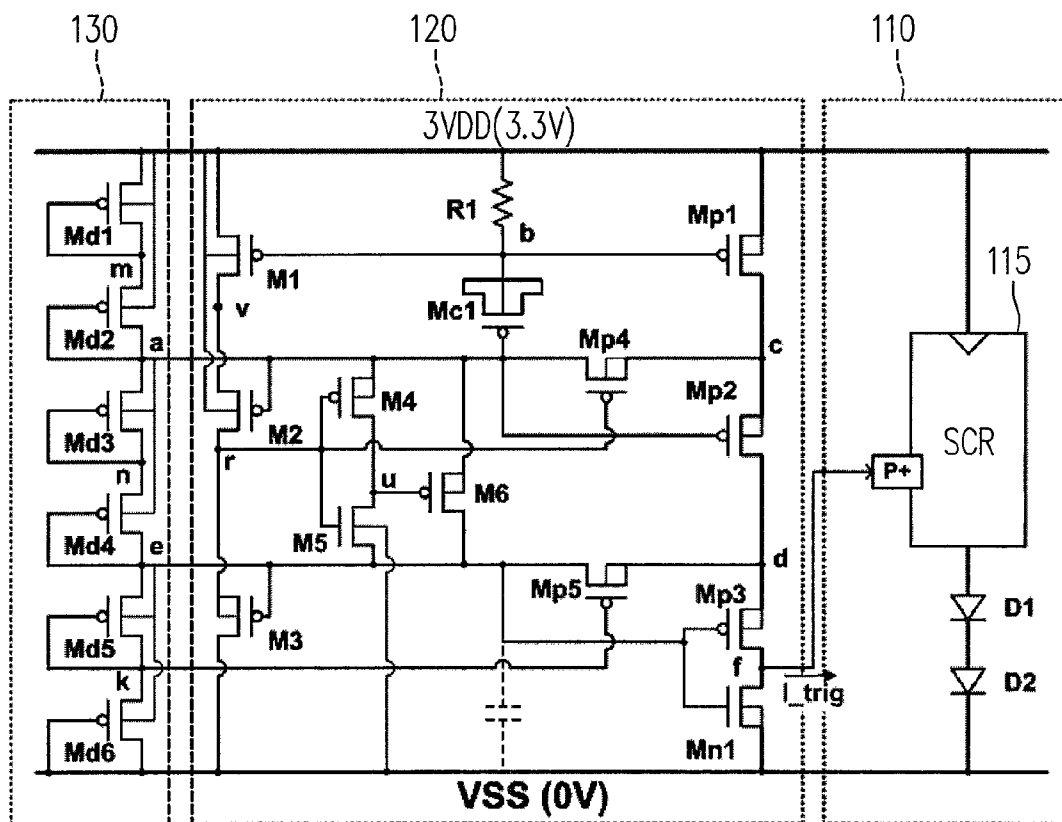 130
120
110
3VDD(3.3V)
Md1
R1
b
Mp1
m
M1
115
Mc1
v
Md2
a
Mp4
c
Mp2
Md3
M4
M2
r
SCR
P+
n
u
M6
Md4
M5
e
d
Mp5
Mp3
Md5
M3
D1
k
f
I_trig
D2
Md6
Mn1
VSS (0V)